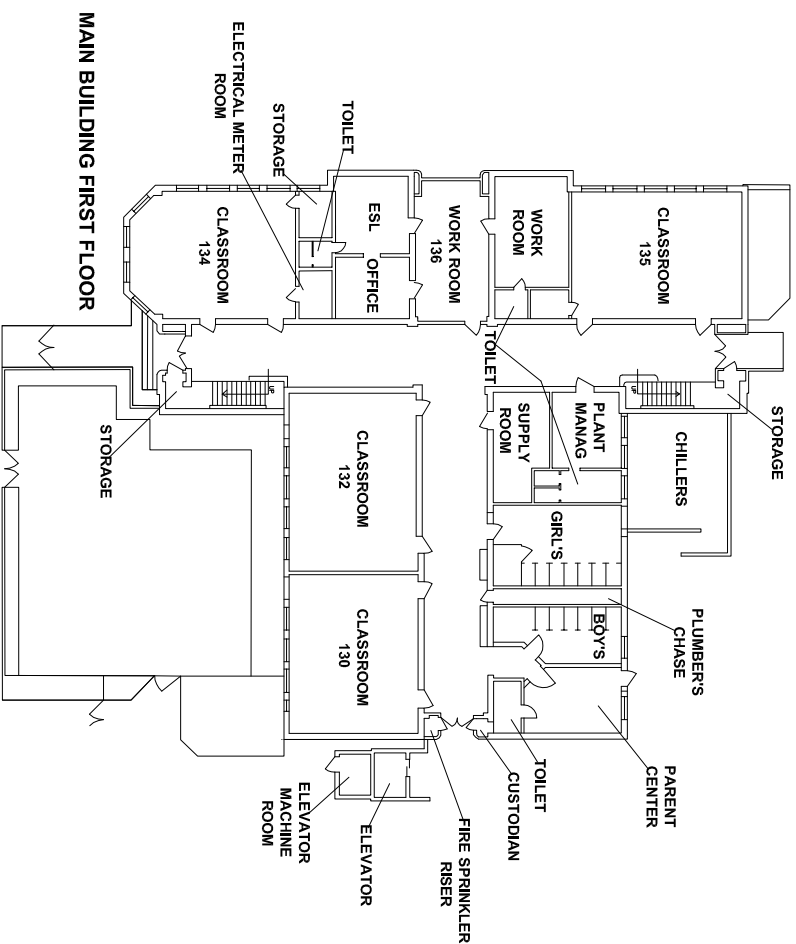 MAIN BUILDING FIRST FLOOR
ELECTRICAL METER
ROOM
STORAGE
TOILET
CLASSROOM
134
ESL
OFFICE
WORK ROOM
136
WORK
ROOM
CLASSROOM
135
TOILET
UP
UP
STORAGE
STORAGE
CLASSROOM
132
SUPPLY
ROOM
PLANT
MANAG
CHILLERS
GIRL'S
CLASSROOM
130
BOY'S
PLUMBER'S
CHASE
PARENT
CENTER
TOILET
CUSTODIAN
FIRE SPRINKLER
RISER
ELEVATOR
ELEVATOR
MACHINE
ROOM